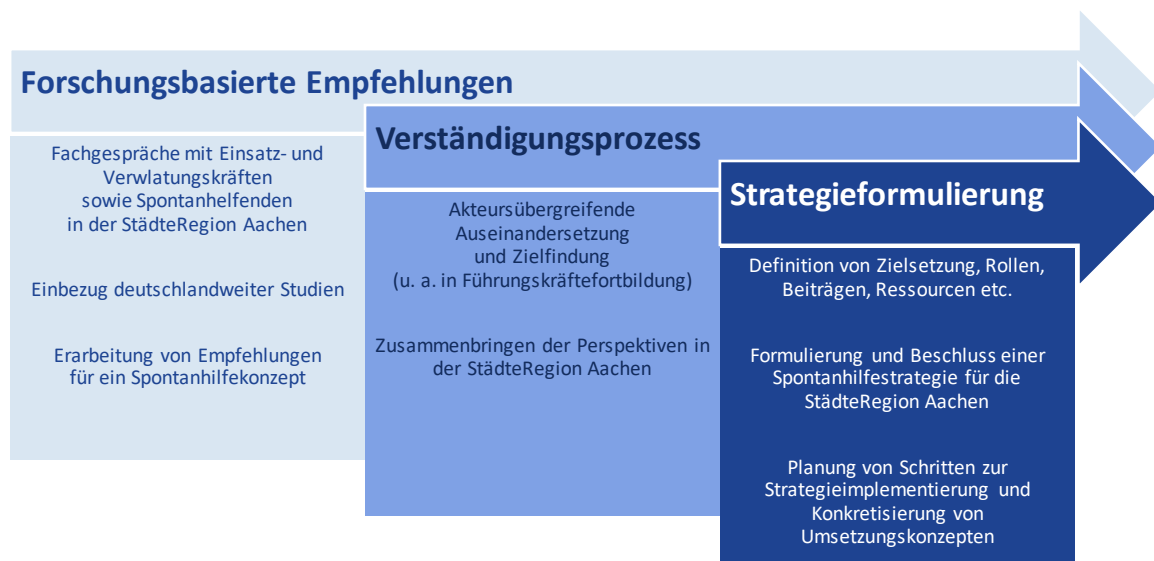 Forschungsbasierte Empfehlungen
Fachgespräche mit Einsatz- und
Verwlatungskräften
sowie Spontanhelfenden
in der StädteRegion Aachen
Einbezug deutschlandweiter Studien
Erarbeitung von Empfehlungen
für ein Spontanhilfekonzept
Verständigungsprozess
Akteursübergreifende
Auseinandersetzung
und Zielfindung
(u. a. in Führungskräftefortbildung)
Zusammenbringen der Perspektiven in
der StädteRegion Aachen
Strategieformulierung
Definition von Zielsetzung, Rollen,
Beiträgen, Ressourcen etc.
Formulierung und Beschluss einer
Spontanhilfestrategie für die
StädteRegion Aachen
Planung von Schritten zur
Strategieimplementierung und
Konkretisierung von
Umsetzungskonzepten